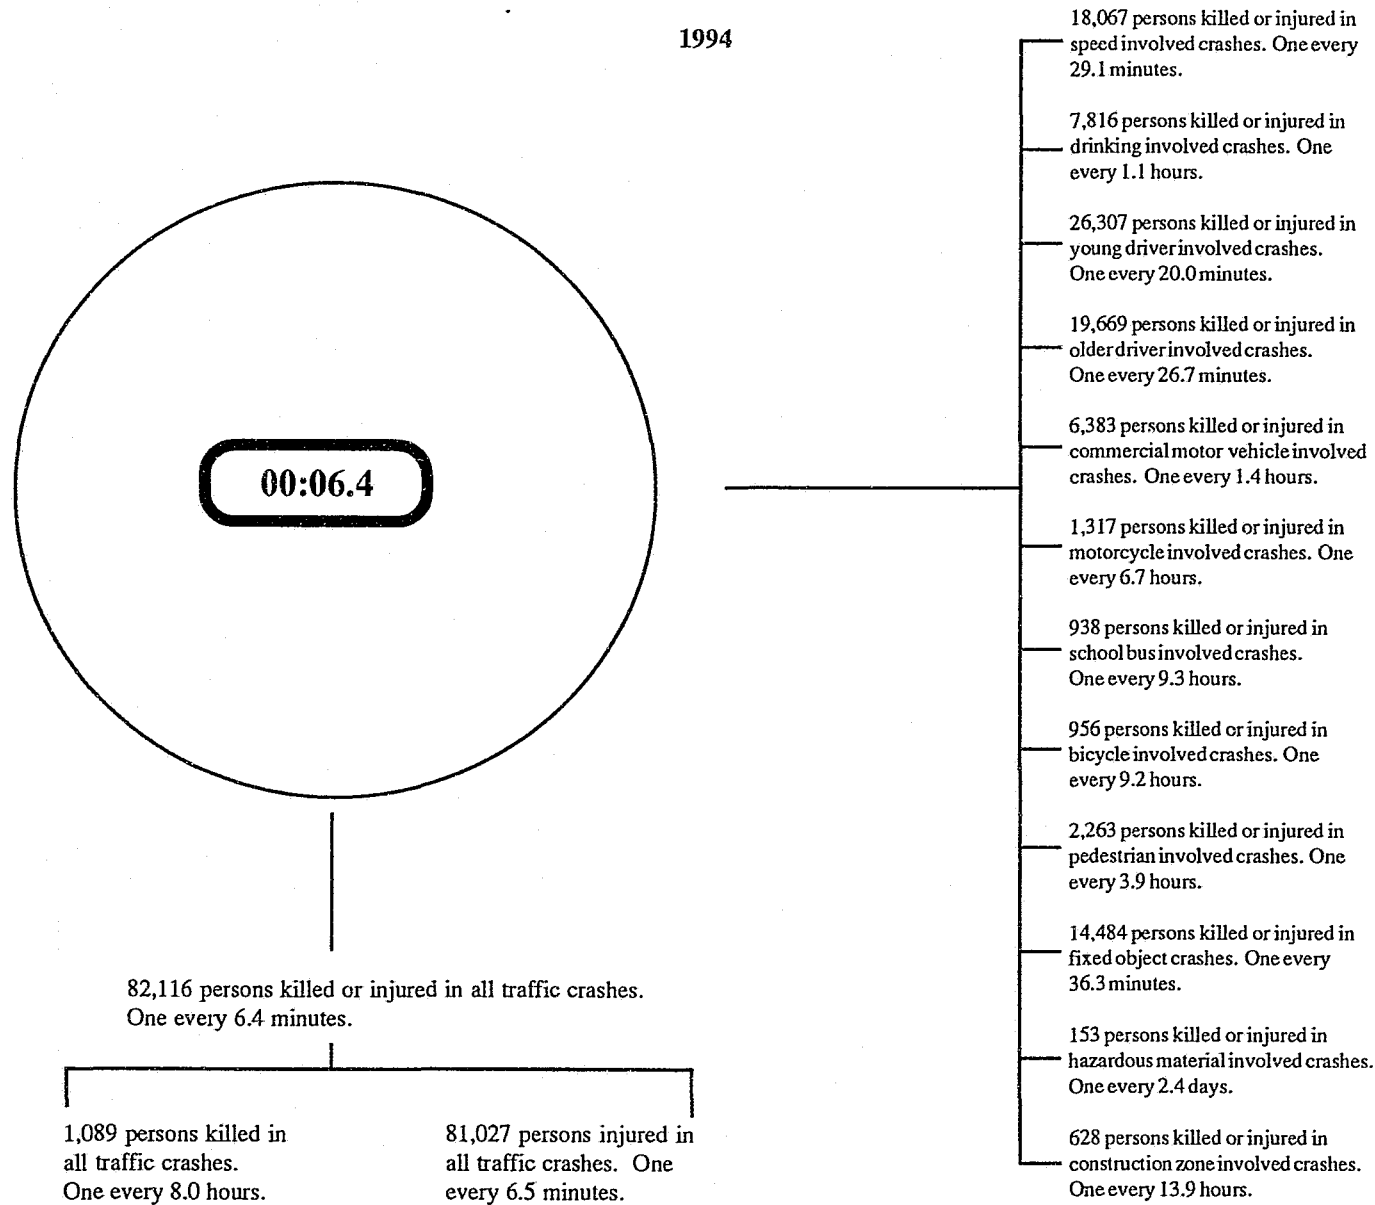 1994
00:06.4
82,116 persons killed or injured in all traffic crashes.
One every 6.4 minutes.
1,089 persons killed in
all traffic crashes.
One every 8.0 hours.
81,027 persons injured in
all traffic crashes. One
every 6.5 minutes.
18,067 persons killed or injured in
speed involved crashes. One every
29.1 minutes.
7,816 persons killed or injured in
drinking involved crashes. One
every 1.1 hours.
26,307 persons killed or injured in
young driver involved crashes.
One every 20.0 minutes.
19,669 persons killed or injured in
older driver involved crashes.
One every 26.7 minutes.
6,383 persons killed or injured in
commercial motor vehicle involved
crashes. One every 1.4 hours.
1,317 persons killed or injured in
motorcycle involved crashes. One
every 6.7 hours.
938 persons killed or injured in
school bus involved crashes.
One every 9.3 hours.
956 persons killed or injured in
bicycle involved crashes. One
every 9.2 hours.
2,263 persons killed or injured in
pedestrian involved crashes. One
every 3.9 hours.
14,484 persons killed or injured in
fixed object crashes. One every
36.3 minutes.
153 persons killed or injured in
hazardous material involved crashes.
One every 2.4 days.
628 persons killed or injured in
construction zone involved crashes.
One every 13.9 hours.